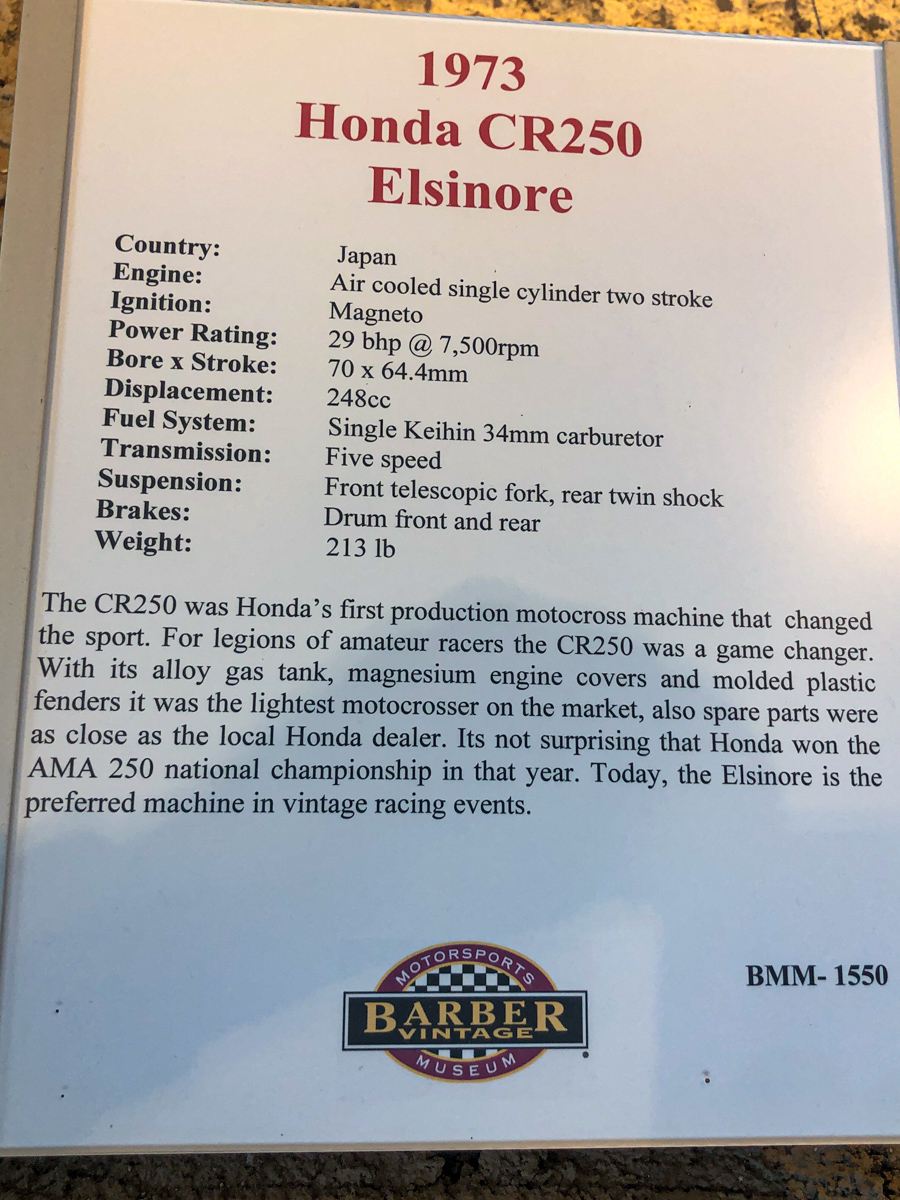 1973
Honda CR250
Elsinore
Country: Japan
Engine: Air cooled single cylinder two stroke
Ignition: Magneto
Power Rating: 29 bhp @ 7,500rpm
Bore x Stroke: 70 x 64.4mm
Displacement: 248cc
Fuel System: Single Keihin 34mm carburetor
Transmission: Five speed
Suspension: Front telescopic fork, rear twin shock
Brakes: Drum front and rear
Weight: 213 lb
The CR250 was Honda's first production motocross machine that changed
the sport. For legions of amateur racers the CR250 was a game changer.
With its alloy gas tank, magnesium engine covers and molded plastic
fenders it was the lightest motocrosser on the market, also spare parts were
as close as the local Honda dealer. Its not surprising that Honda won the
AMA 250 national championship in that year. Today, the Elsinore is the
preferred machine in vintage racing events.
MOTORSPORTS
BARBER
VINTAGE
MUSEUM
BMM- 1550